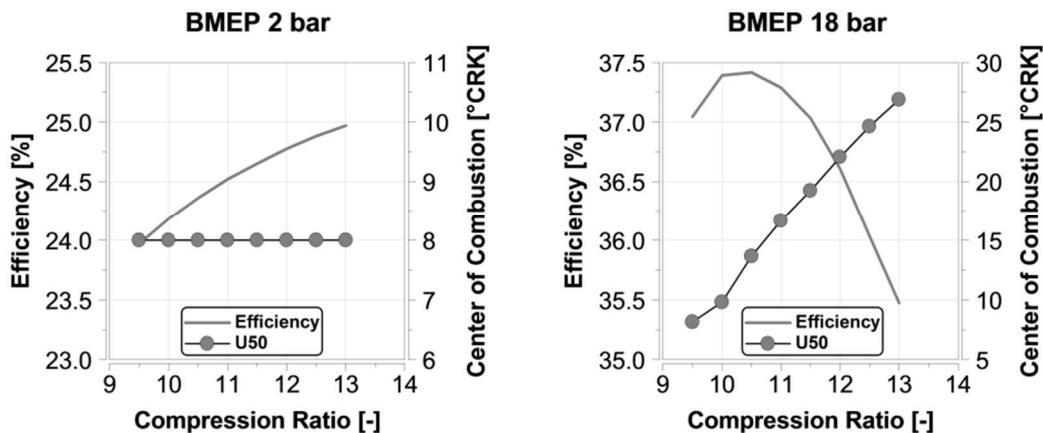 BMEP 2 bar
Efficiency [%]
25.5
25.0
24.5
24.0
23.5
23.0
11
10
9
8
7
6
Center of Combustion [°CRK]
Efficiency
U50
9 10 11 12 13 14
Compression Ratio [-]
BMEP 18 bar
Efficiency [%]
37.5
37.0
36.5
36.0
35.5
35.0
30
25
20
15
10
5
Center of Combustion [°CRK]
Efficiency
U50
9 10 11 12 13 14
Compression Ratio [-]